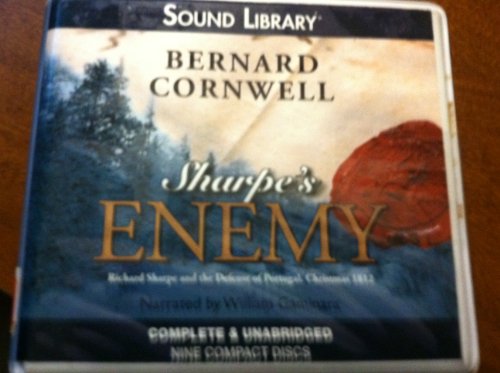 SOUND LIBRARY
BERNARD
CORNWELL
Sharpe's
ENEMY
Richard Sharpe and the Defense of Portugal, Christmas 1812
Narrated by William Gaminara
COMPLETE & UNABRIDGED
NINE COMPACT DISCS